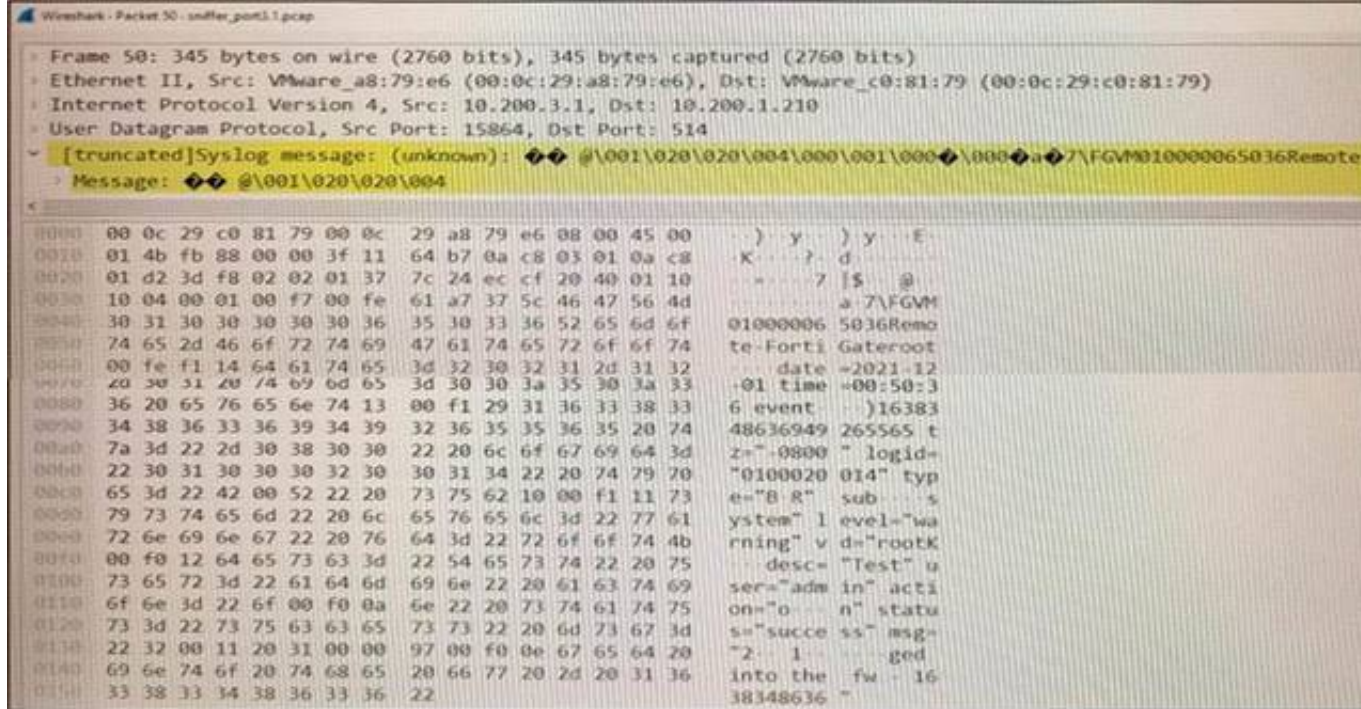 Wireshark - Packet 50 - sniffer_port3.1.pcap
Frame 50: 345 bytes on wire (2760 bits), 345 bytes captured (2760 bits)
Ethernet II, Src: VMware_a8:79:e6 (00:0c:29:a8:79:e6), Dst: VMware_c0:81:79 (00:0c:29:c0:81:79)
Internet Protocol Version 4, Src: 10.200.3.1, Dst: 10.200.1.210
User Datagram Protocol, Src Port: 15864, Dst Port: 514
[truncated]Syslog message: (unknown): �� @\001\020\020\004\000\001\000�\000�a�7\FGVM010000065036Remote
Message: �� @\001\020\020\004
0000 00 0c 29 c0 81 79 00 0c 29 a8 79 e6 08 00 45 00 ··)··y·· )·y···E·
0010 01 4b fb 88 00 00 3f 11 64 b7 0a c8 03 01 0a c8 ·K····?· d·······
0020 01 d2 3d f8 02 02 01 37 7c 24 ec cf 20 40 01 10 ··=····7 |$·· @··
0030 10 04 00 01 00 f7 00 fe 61 a7 37 5c 46 47 56 4d ········ a·7\FGVM
0040 30 31 30 30 30 30 30 36 35 30 33 36 52 65 6d 6f 01000006 5036Remo
0050 74 65 2d 46 6f 72 74 69 47 61 74 65 72 6f 6f 74 te-Forti Gateroot
0060 00 fe f1 14 64 61 74 65 3d 32 30 32 31 2d 31 32 ····date =2021-12
0070 2d 30 31 20 74 69 6d 65 3d 30 30 3a 35 30 3a 33 -01 time =00:50:3
0080 36 20 65 76 65 6e 74 13 00 f1 29 31 36 33 38 33 6 event· ··)16383
0090 34 38 36 33 36 39 34 39 32 36 35 35 36 35 20 74 48636949 265565 t
00a0 7a 3d 22 2d 30 38 30 30 22 20 6c 6f 67 69 64 3d z="-0800 " logid=
00b0 22 30 31 30 30 30 32 30 30 31 34 22 20 74 79 70 "0100020 014" typ
00c0 65 3d 22 42 00 52 22 20 73 75 62 10 00 f1 11 73 e="B·R" sub····s
00d0 79 73 74 65 6d 22 20 6c 65 76 65 6c 3d 22 77 61 ystem" l evel="wa
00e0 72 6e 69 6e 67 22 20 76 64 3d 22 72 6f 6f 74 4b rning" v d="rootK
00f0 00 f0 12 64 65 73 63 3d 22 54 65 73 74 22 20 75 ···desc= "Test" u
0100 73 65 72 3d 22 61 64 6d 69 6e 22 20 61 63 74 69 ser="adm in" acti
0110 6f 6e 3d 22 6f 00 f0 0a 6e 22 20 73 74 61 74 75 on="o··· n" statu
0120 73 3d 22 73 75 63 63 65 73 73 22 20 6d 73 67 3d s="succe ss" msg=
0130 22 32 00 11 20 31 00 00 97 00 f0 0e 67 65 64 20 "2·· 1·· ····ged
0140 69 6e 74 6f 20 74 68 65 20 66 77 20 2d 20 31 36 into the fw - 16
0150 33 38 33 34 38 36 33 36 22 38348636 "